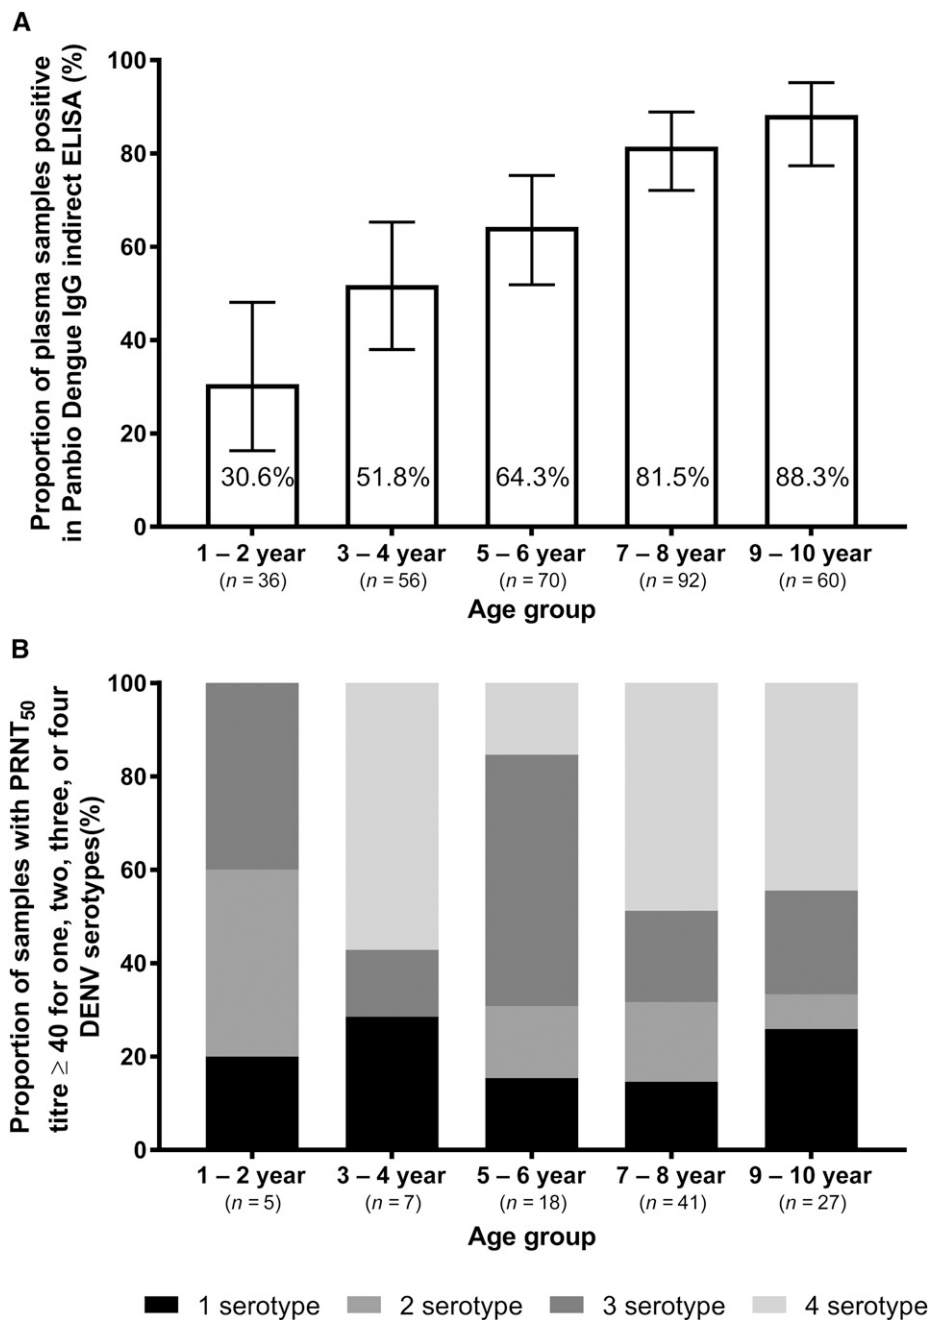 A
Proportion of plasma samples positive
in Panbio Dengue IgG indirect ELISA (%)
100
80
60
40
20
0
30.6% 51.8% 64.3% 81.5% 88.3%
1 – 2 year 3 – 4 year 5 – 6 year 7 – 8 year 9 – 10 year
(n = 36) (n = 56) (n = 70) (n = 92) (n = 60)
Age group
B
Proportion of samples with PRNT50
titre ≥ 40 for one, two, three, or four
DENV serotypes(%)
100
80
60
40
20
0
1 – 2 year 3 – 4 year 5 – 6 year 7 – 8 year 9 – 10 year
(n = 5) (n = 7) (n = 18) (n = 41) (n = 27)
Age group
1 serotype 2 serotype 3 serotype 4 serotype